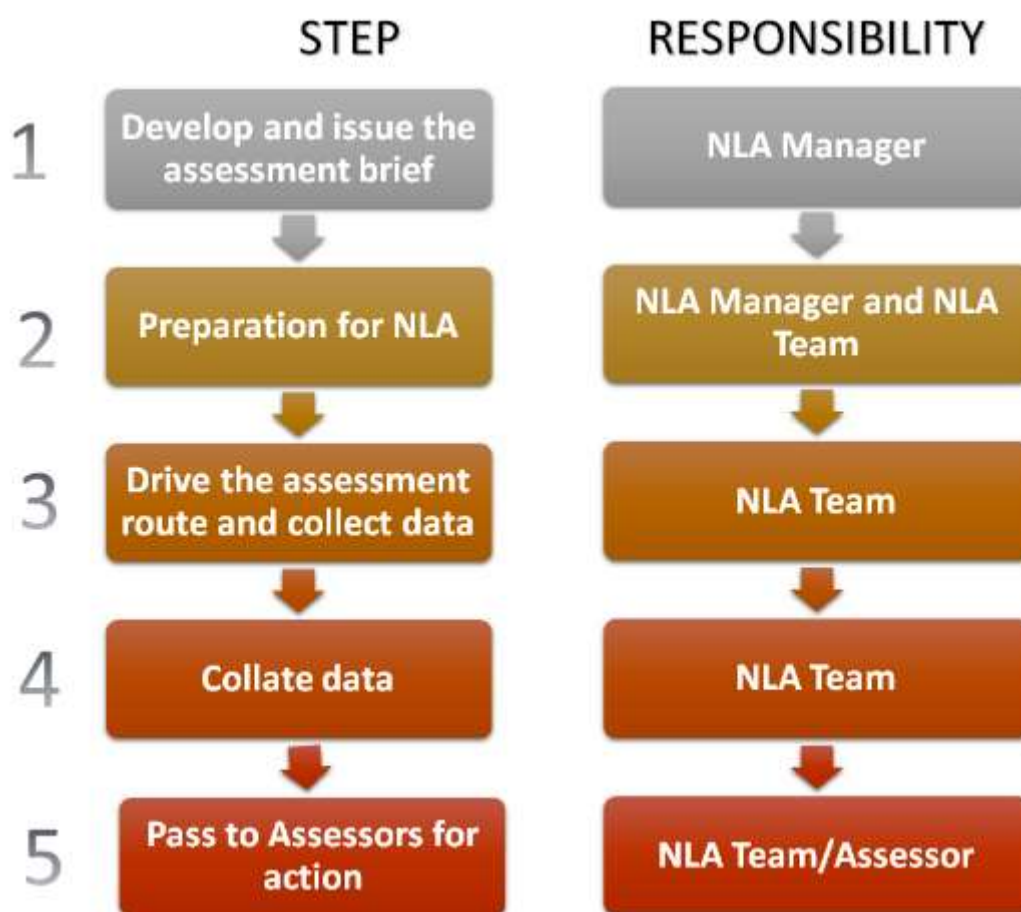 STEP
RESPONSIBILITY
1
Develop and issue the
assessment brief
NLA Manager
2
Preparation for NLA
NLA Manager and NLA
Team
3
Drive the assessment
route and collect data
NLA Team
4
Collate data
NLA Team
5
Pass to Assessors for
action
NLA Team/Assessor